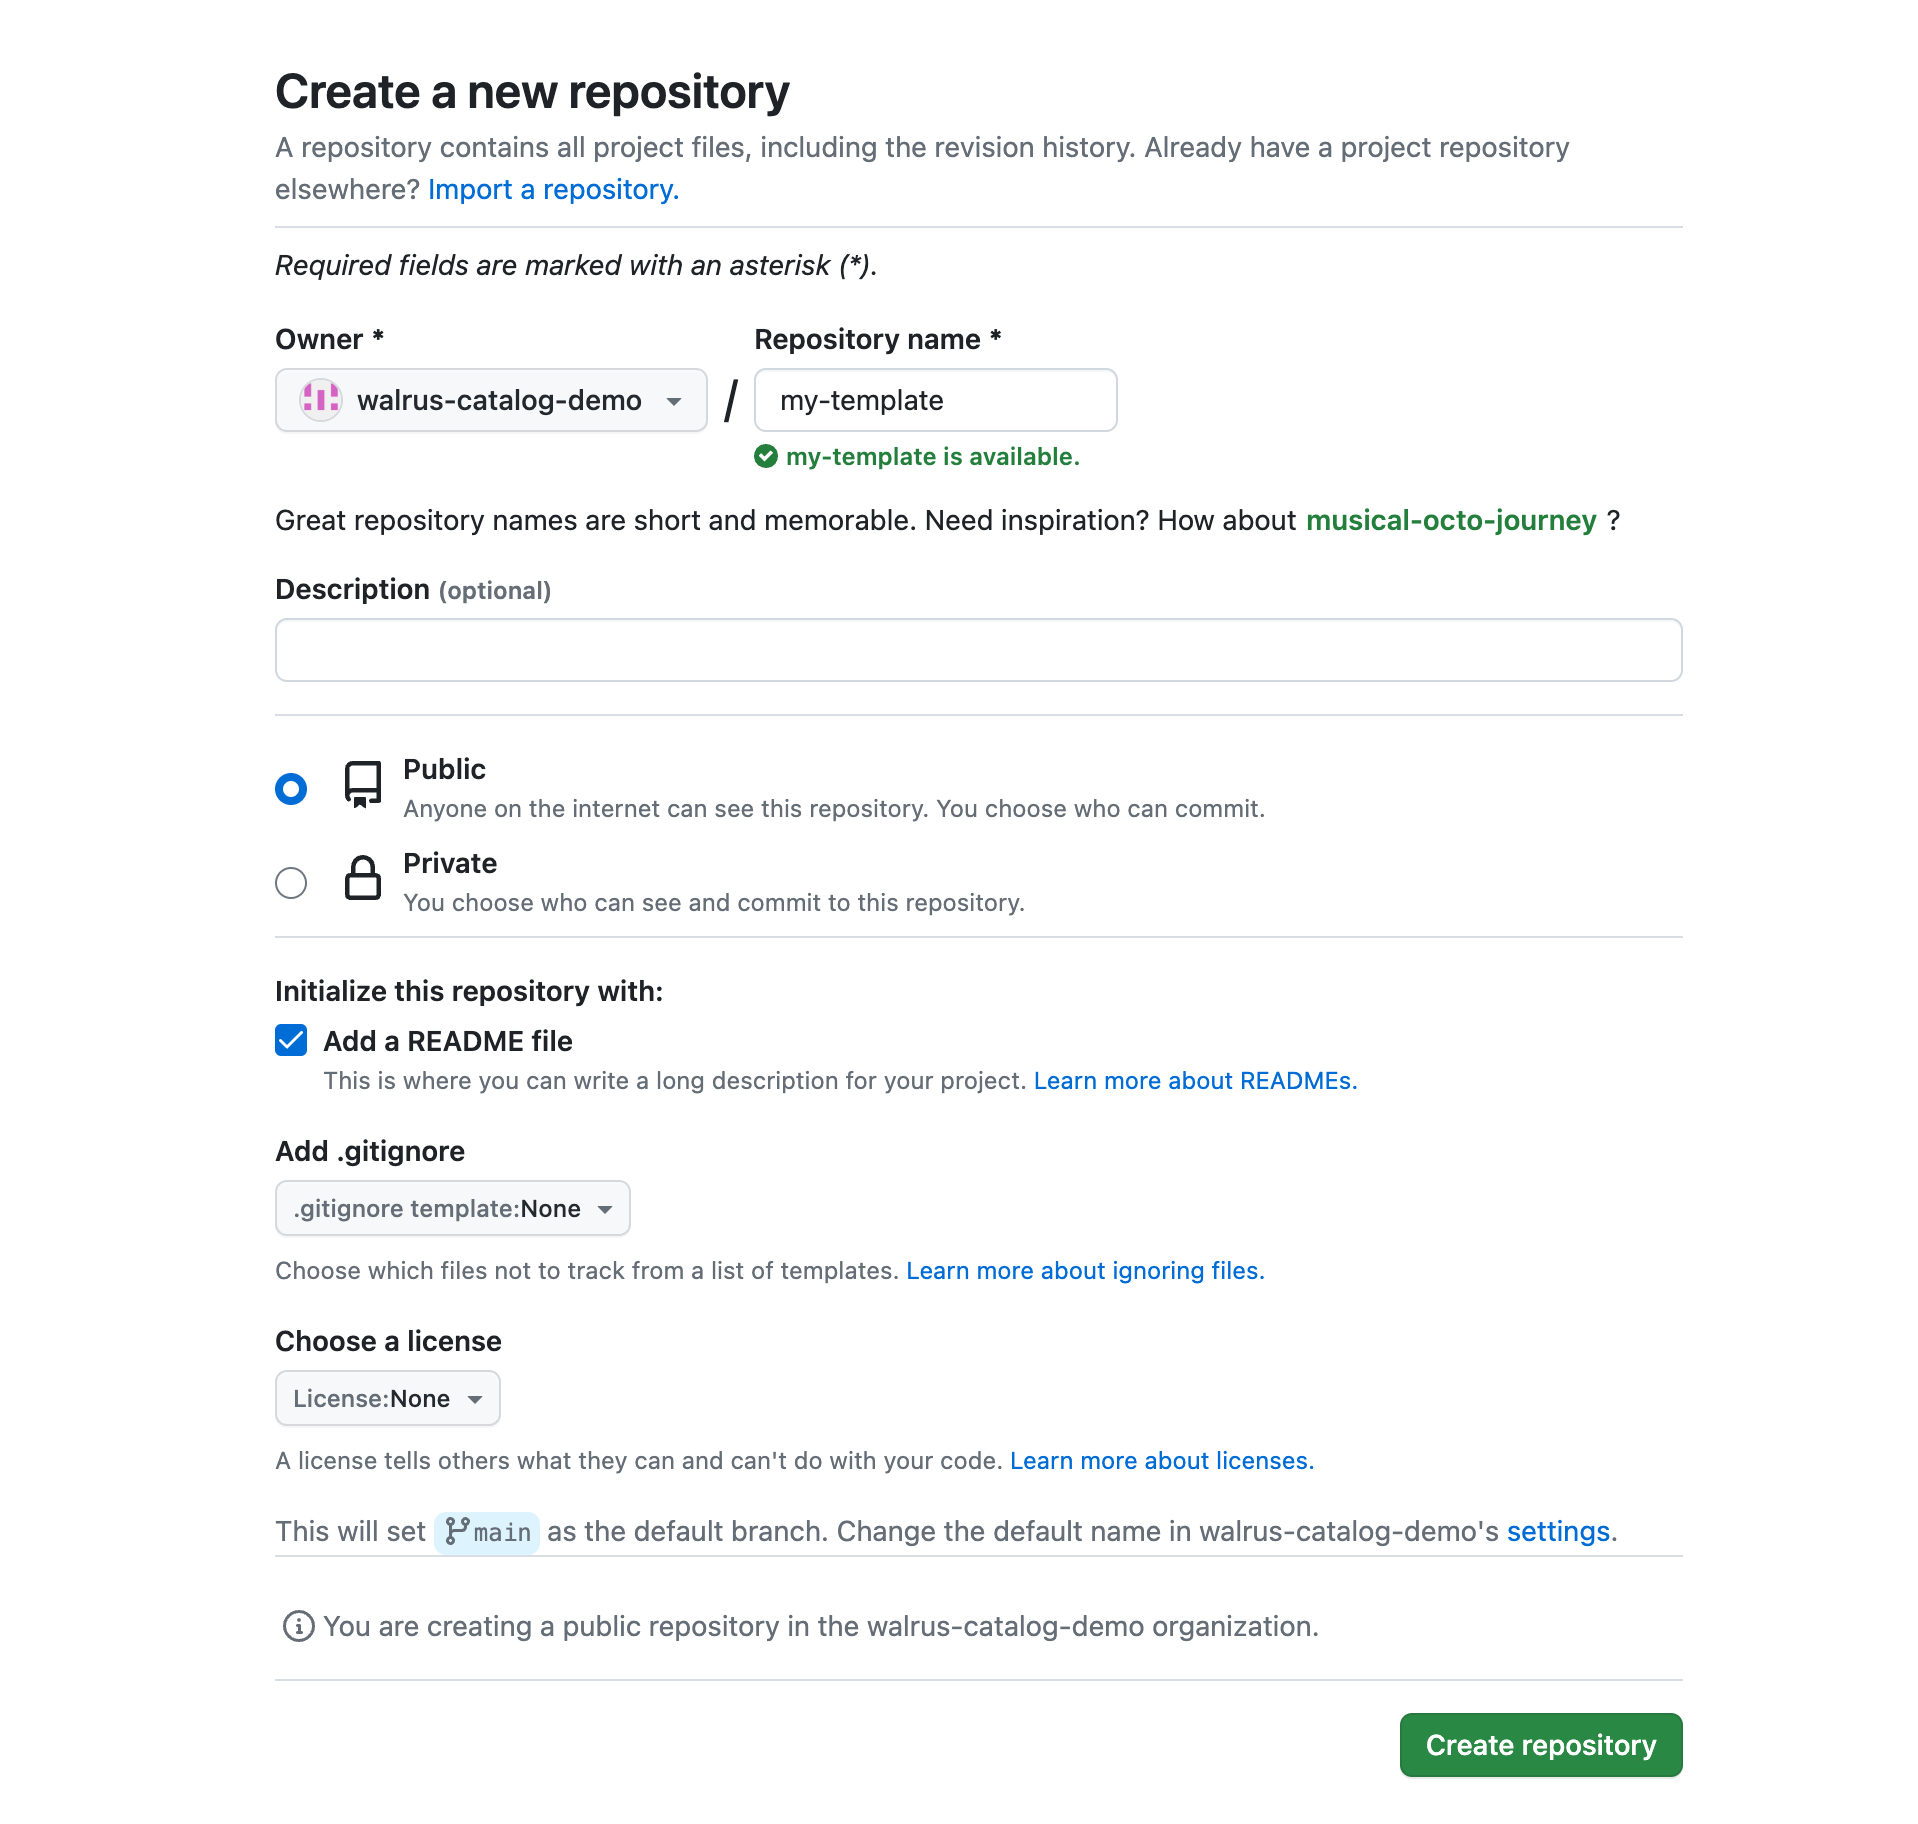 Create a new repository
A repository contains all project files, including the revision history. Already have a project repository
elsewhere? Import a repository.
Required fields are marked with an asterisk (*).
Owner *
Repository name *
walrus-catalog-demo
/
my-template
my-template is available.
Great repository names are short and memorable. Need inspiration? How about musical-octo-journey ?
Description (optional)
Public
Anyone on the internet can see this repository. You choose who can commit.
Private
You choose who can see and commit to this repository.
Initialize this repository with:
Add a README file
This is where you can write a long description for your project. Learn more about READMEs.
Add .gitignore
.gitignore template:None
Choose which files not to track from a list of templates. Learn more about ignoring files.
Choose a license
License:None
A license tells others what they can and can't do with your code. Learn more about licenses.
This will set main as the default branch. Change the default name in walrus-catalog-demo's settings.
You are creating a public repository in the walrus-catalog-demo organization.
Create repository